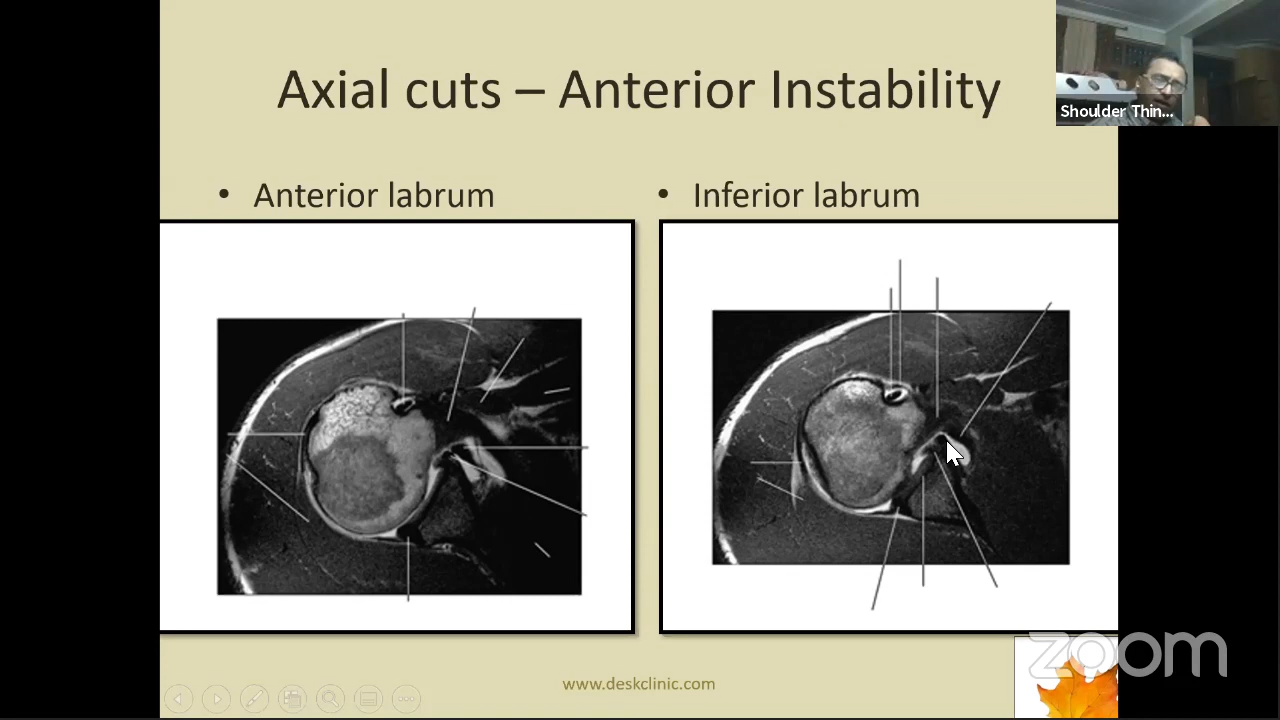 Axial cuts – Anterior Instability
Shoulder Thin...
• Anterior labrum
• Inferior labrum
www.deskclinic.com
zoom